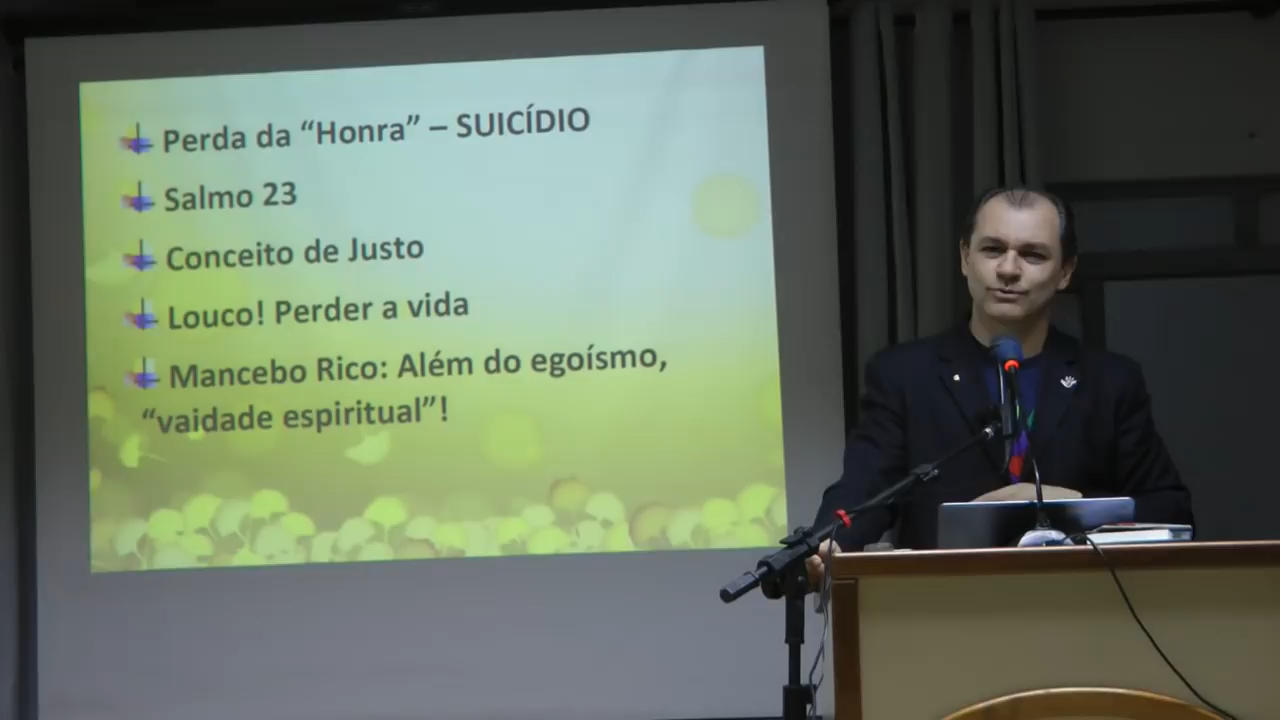 Perda da “Honra” – SUICÍDIO
Salmo 23
Conceito de Justo
Louco! Perder a vida
Mancebo Rico: Além do egoísmo,
“vaidade espiritual”!